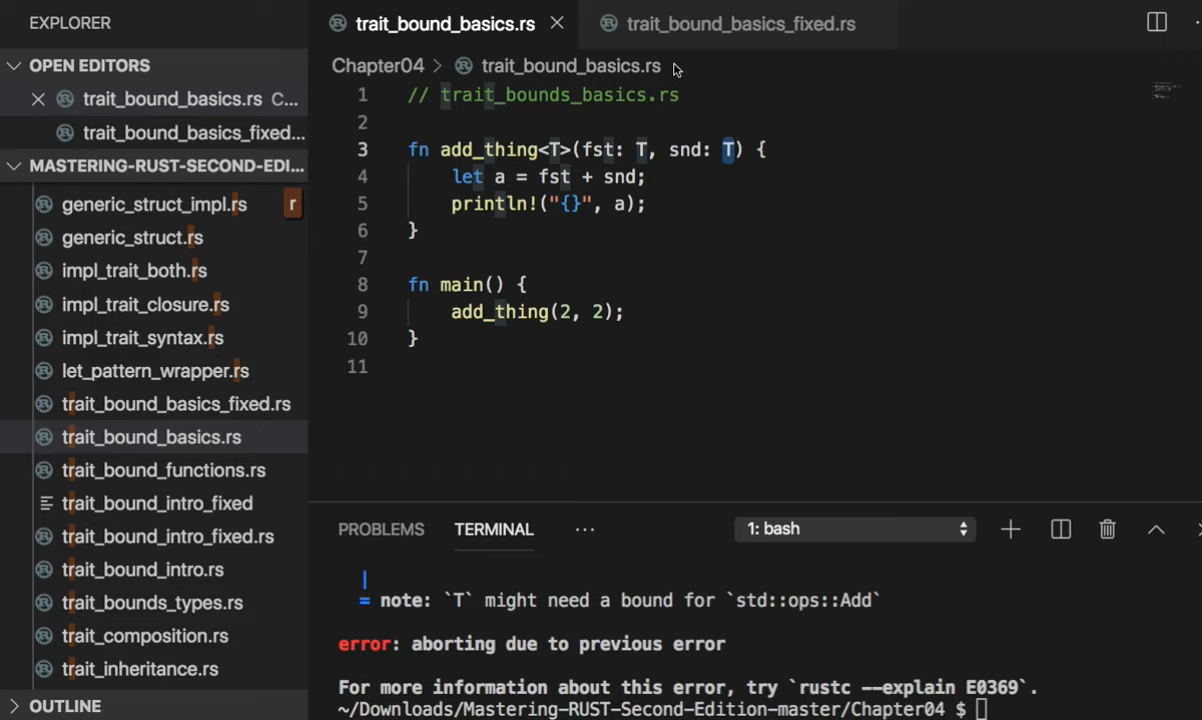 EXPLORER
OPEN EDITORS
trait_bound_basics.rs C...
trait_bound_basics_fixed...
MASTERING-RUST-SECOND-EDI...
generic_struct_impl.rs r
generic_struct.rs
impl_trait_both.rs
impl_trait_closure.rs
impl_trait_syntax.rs
let_pattern_wrapper.rs
trait_bound_basics_fixed.rs
trait_bound_basics.rs
trait_bound_functions.rs
trait_bound_intro_fixed
trait_bound_intro_fixed.rs
trait_bound_intro.rs
trait_bounds_types.rs
trait_composition.rs
trait_inheritance.rs
OUTLINE
trait_bound_basics.rs trait_bound_basics_fixed.rs
Chapter04 > trait_bound_basics.rs
1 // trait_bounds_basics.rs
2
3 fn add_thing<T>(fst: T, snd: T) {
4 let a = fst + snd;
5 println!("{}", a);
6 }
7
8 fn main() {
9 add_thing(2, 2);
10 }
11
PROBLEMS TERMINAL ... 1: bash
|
= note: `T` might need a bound for `std::ops::Add`
error: aborting due to previous error
For more information about this error, try `rustc --explain E0369`.
~/Downloads/Mastering-RUST-Second-Edition-master/Chapter04 $